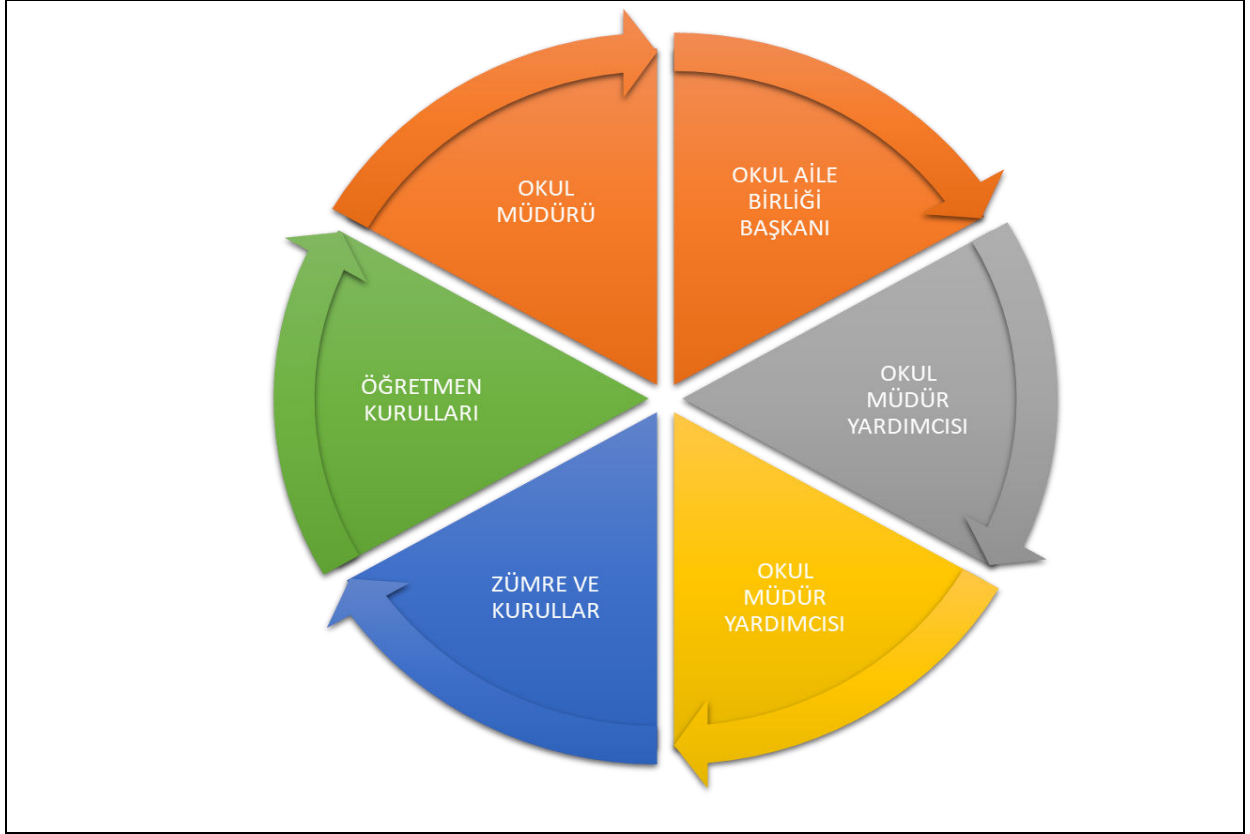 OKUL
MÜDÜRÜ
OKUL AİLE
BİRLİĞİ
BAŞKANI
ÖĞRETMEN
KURULLARI
OKUL
MÜDÜR
YARDIMCISI
ZÜMRE VE
KURULLAR
OKUL
MÜDÜR
YARDIMCISI